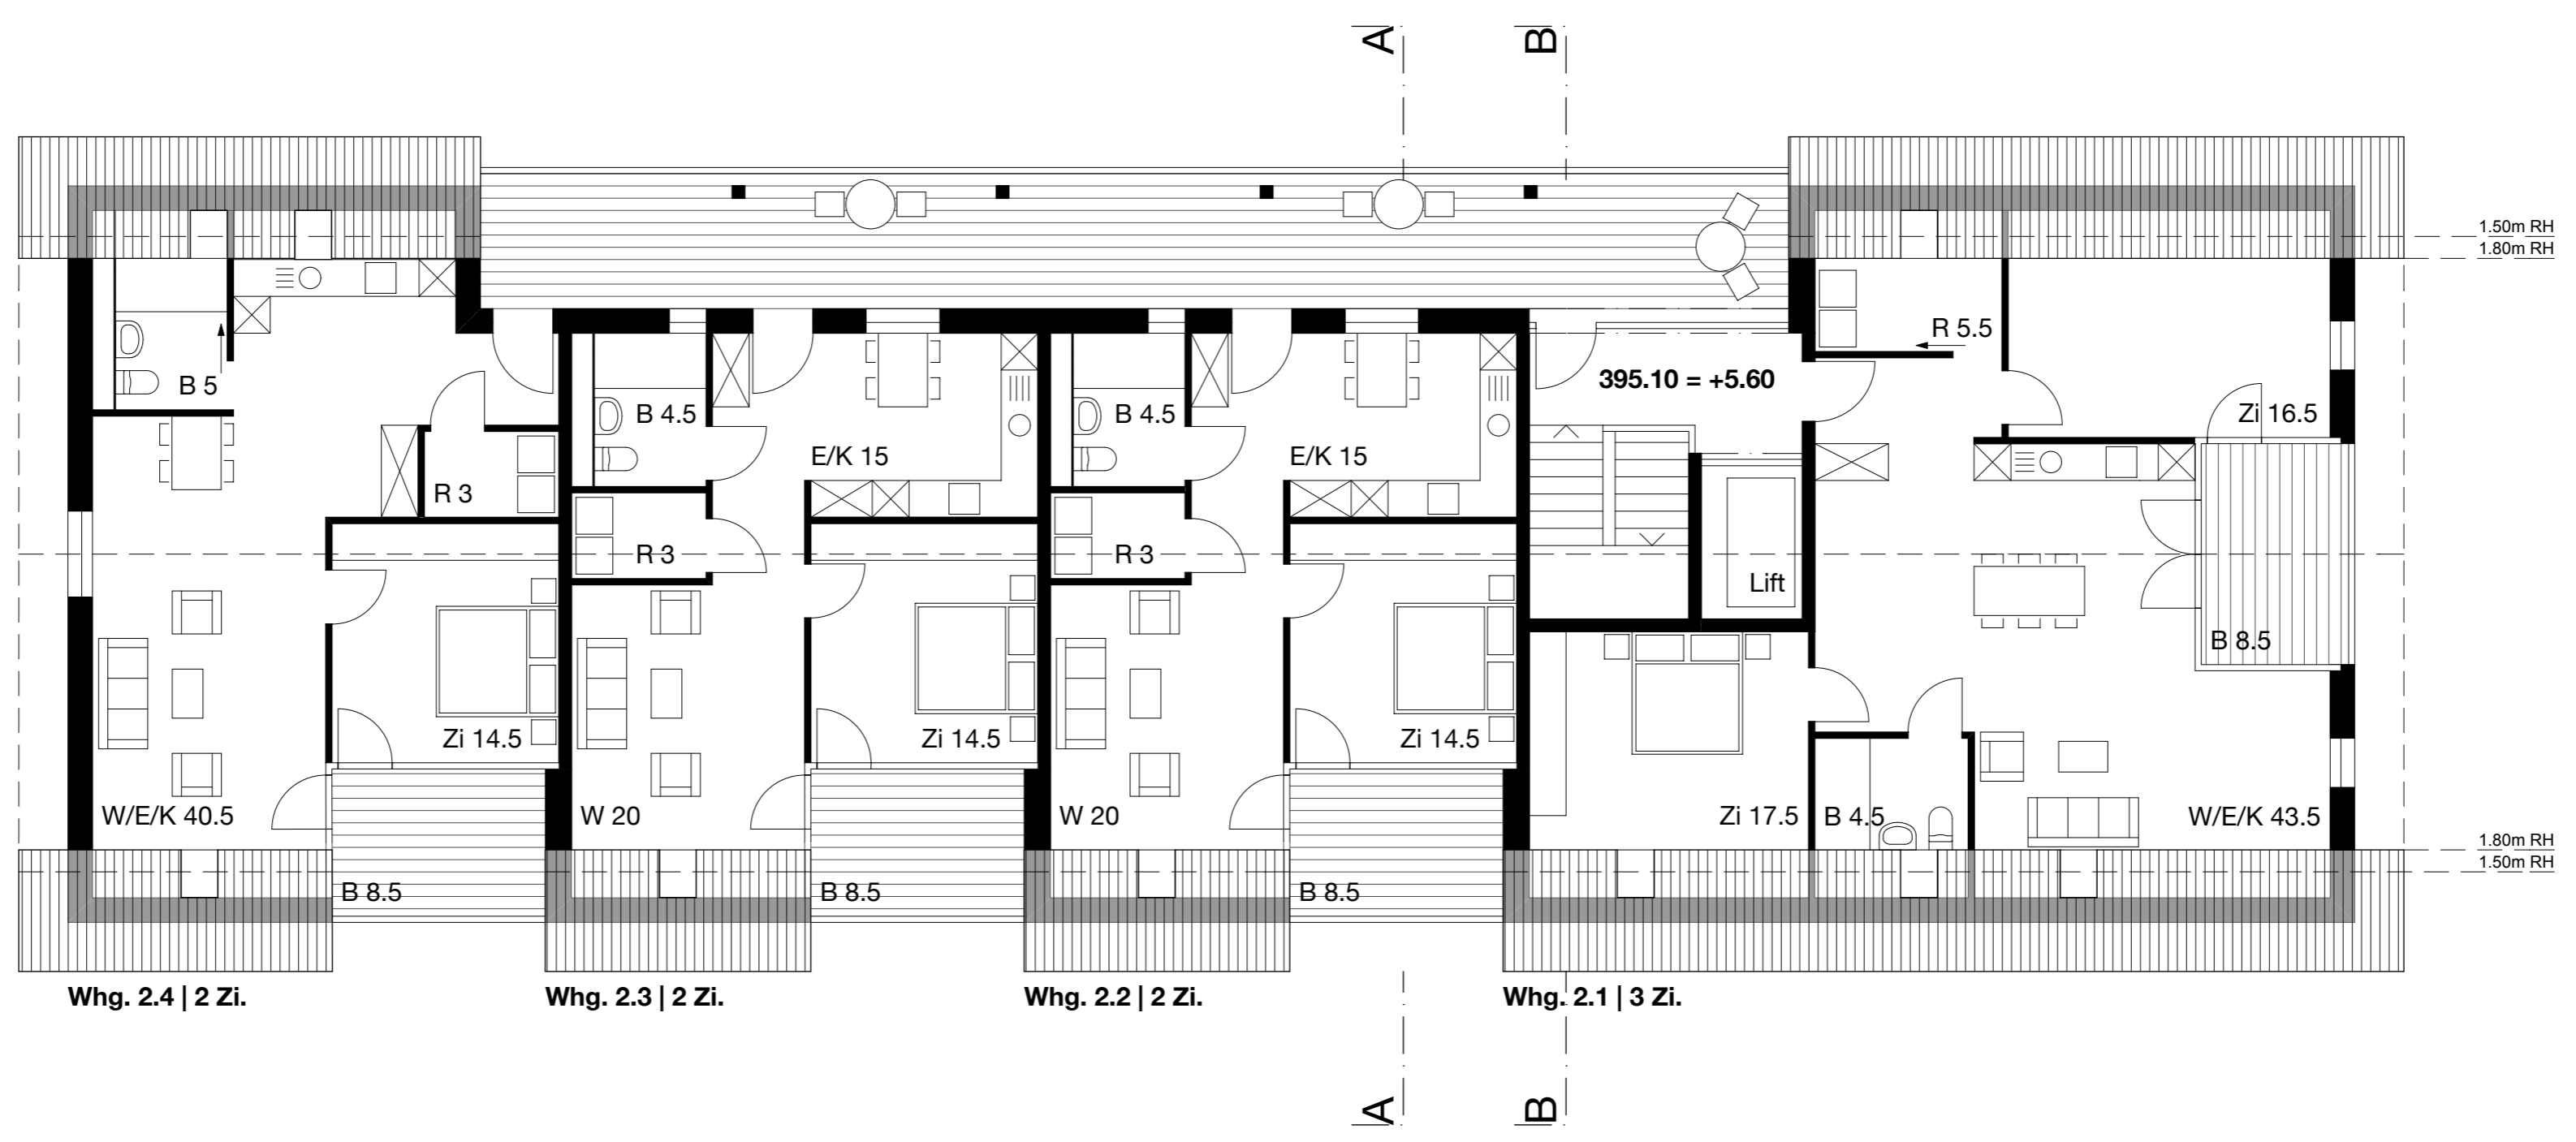 A
B
1.50m RH
1.80m RH
R 5.5
395.10 = +5.60
B 5
B 4.5
B 4.5
Zi 16.5
E/K 15
E/K 15
R 3
R 3
R 3
Lift
B 8.5
Zi 14.5
Zi 14.5
Zi 14.5
W/E/K 40.5
W 20
W 20
Zi 17.5
B 4.5
W/E/K 43.5
1.80m RH
1.50m RH
B 8.5
B 8.5
B 8.5
Whg. 2.4 | 2 Zi.
Whg. 2.3 | 2 Zi.
Whg. 2.2 | 2 Zi.
Whg. 2.1 | 3 Zi.
A
B